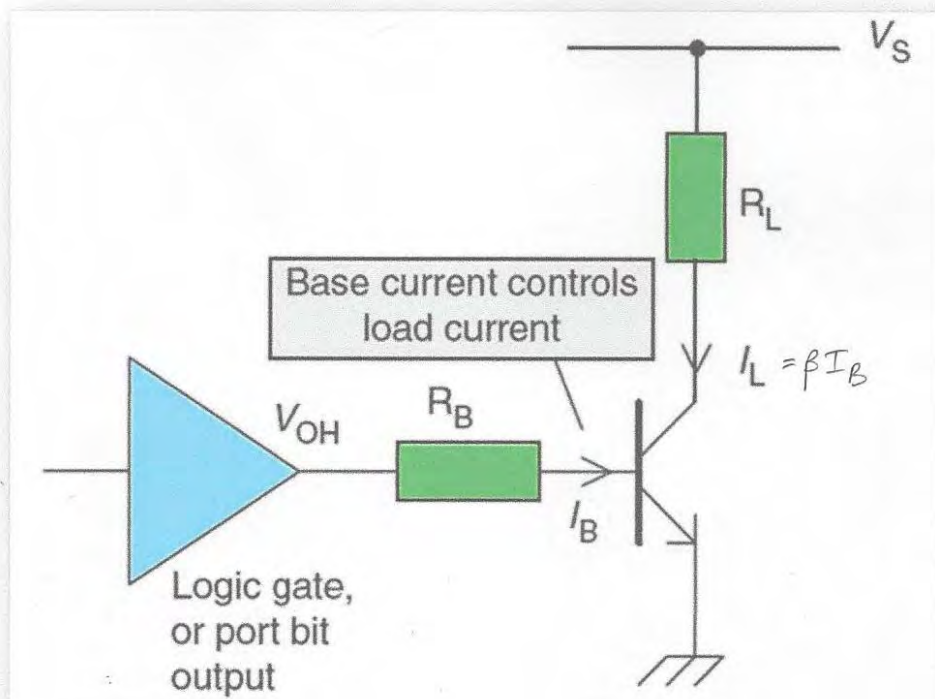 V_S
R_L
Base current controls
load current
I_L = βI_B
R_B
V_OH
I_B
Logic gate,
or port bit
output